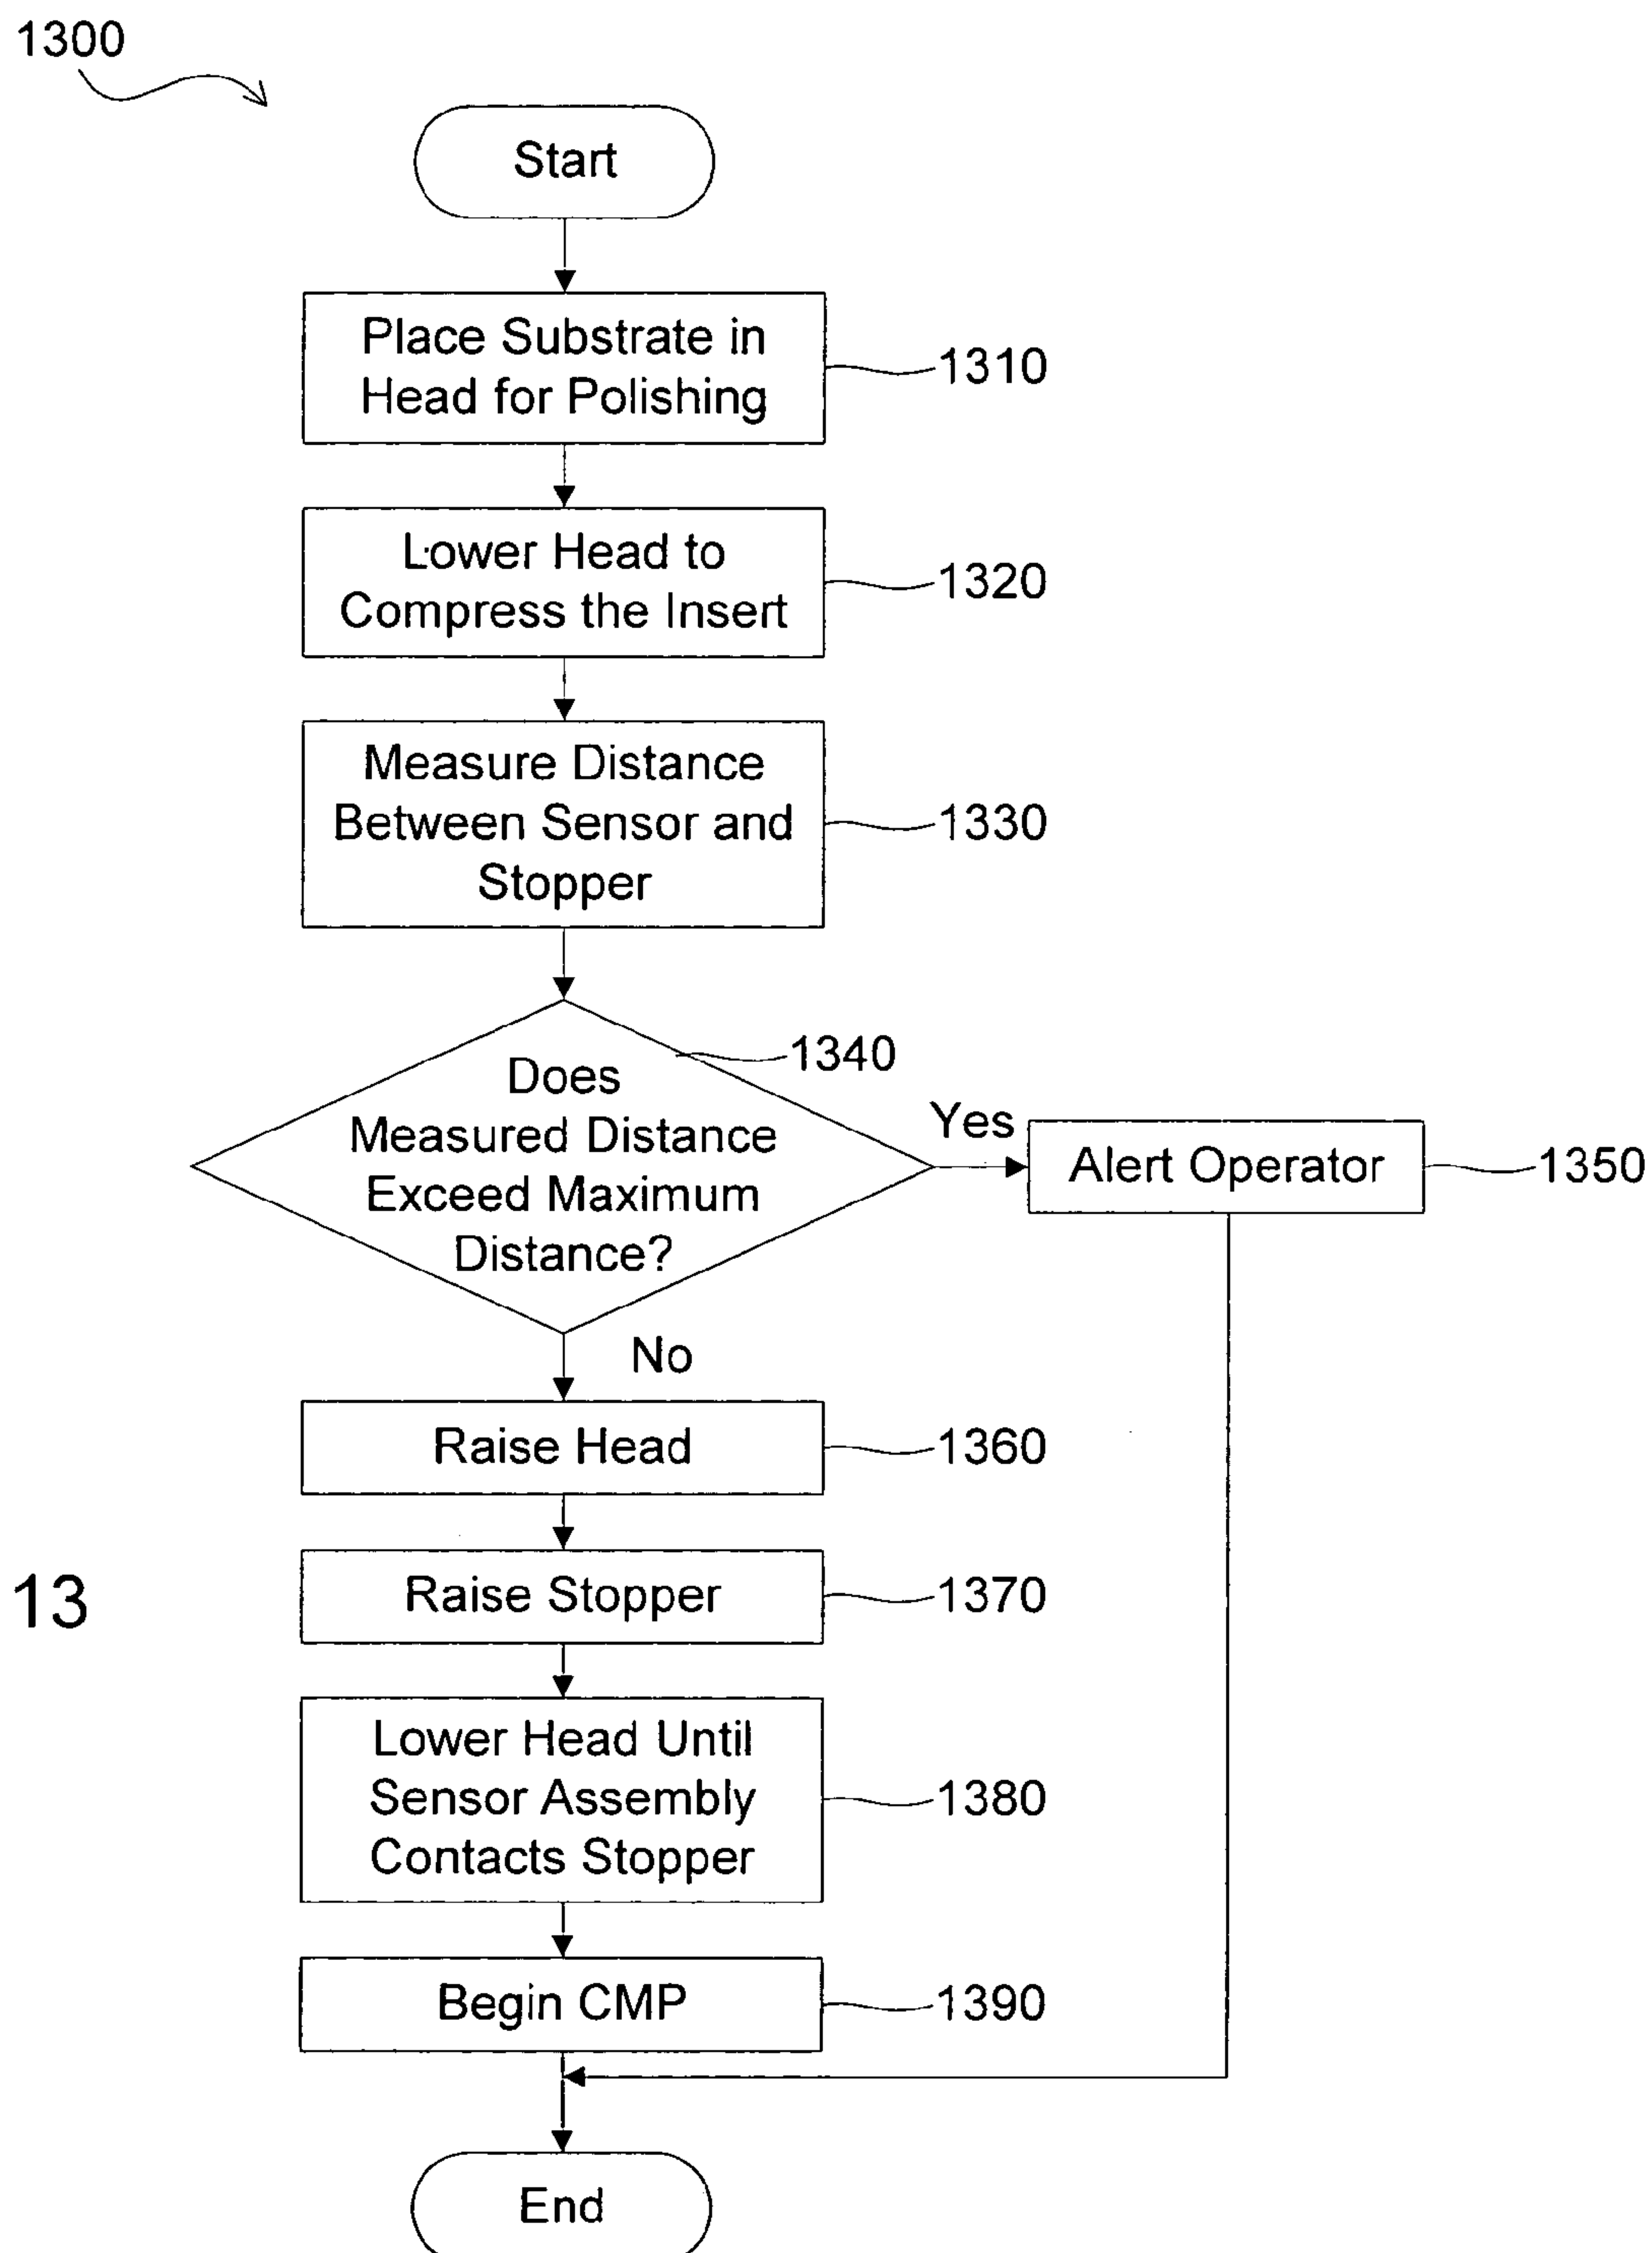 1300
Start
Place Substrate in
Head for Polishing
1310
Lower Head to
Compress the Insert
1320
Measure Distance
Between Sensor and
Stopper
1330
1340
Does
Measured Distance
Exceed Maximum
Distance?
Yes
Alert Operator
1350
No
Raise Head
1360
13
Raise Stopper
1370
Lower Head Until
Sensor Assembly
Contacts Stopper
1380
Begin CMP
1390
End